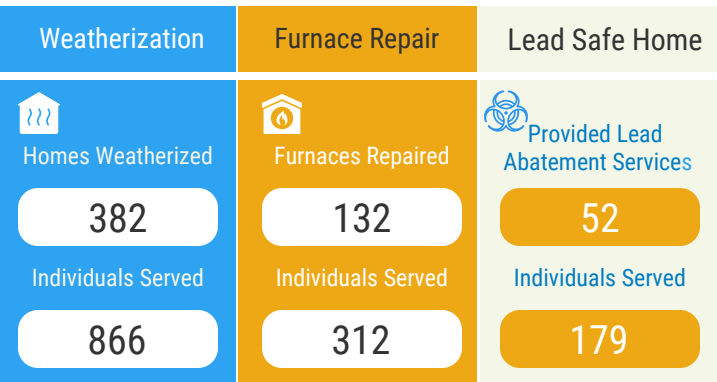 Weatherization
Furnace Repair
Lead Safe Home
Homes Weatherized
382
Individuals Served
866
Furnaces Repaired
132
Individuals Served
312
Provided Lead
Abatement Services
52
Individuals Served
179